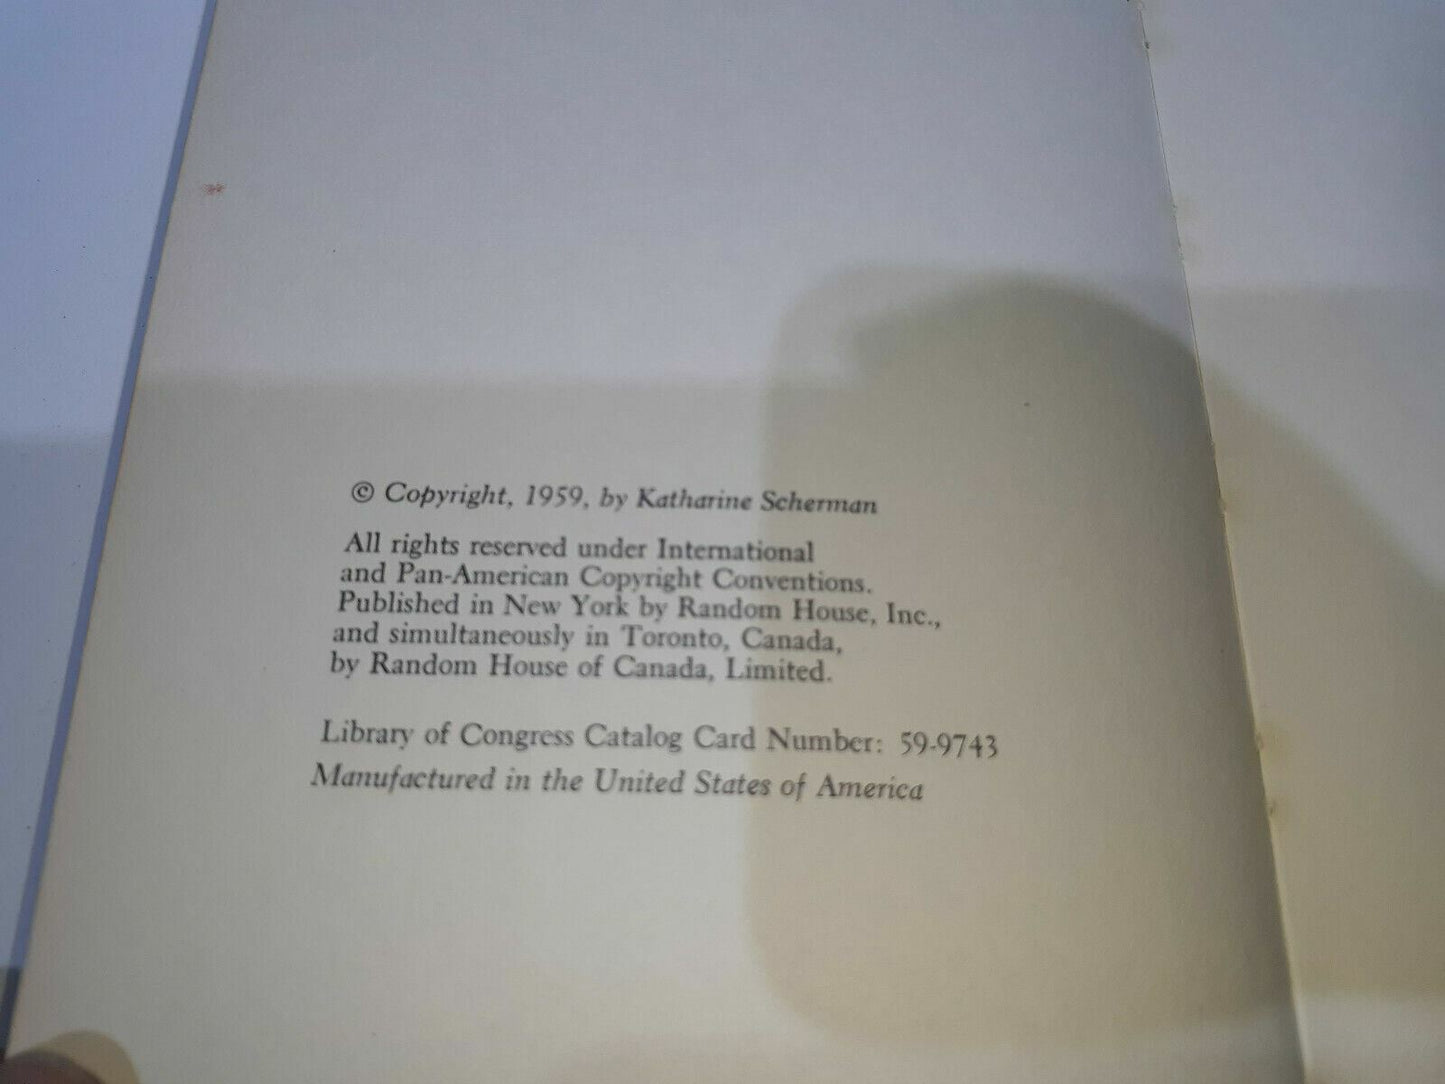 © Copyright, 1959, by Katharine Scherman
All rights reserved under International
and Pan-American Copyright Conventions.
Published in New York by Random House, Inc.,
and simultaneously in Toronto, Canada,
by Random House of Canada, Limited.
Library of Congress Catalog Card Number: 59-9743
Manufactured in the United States of America